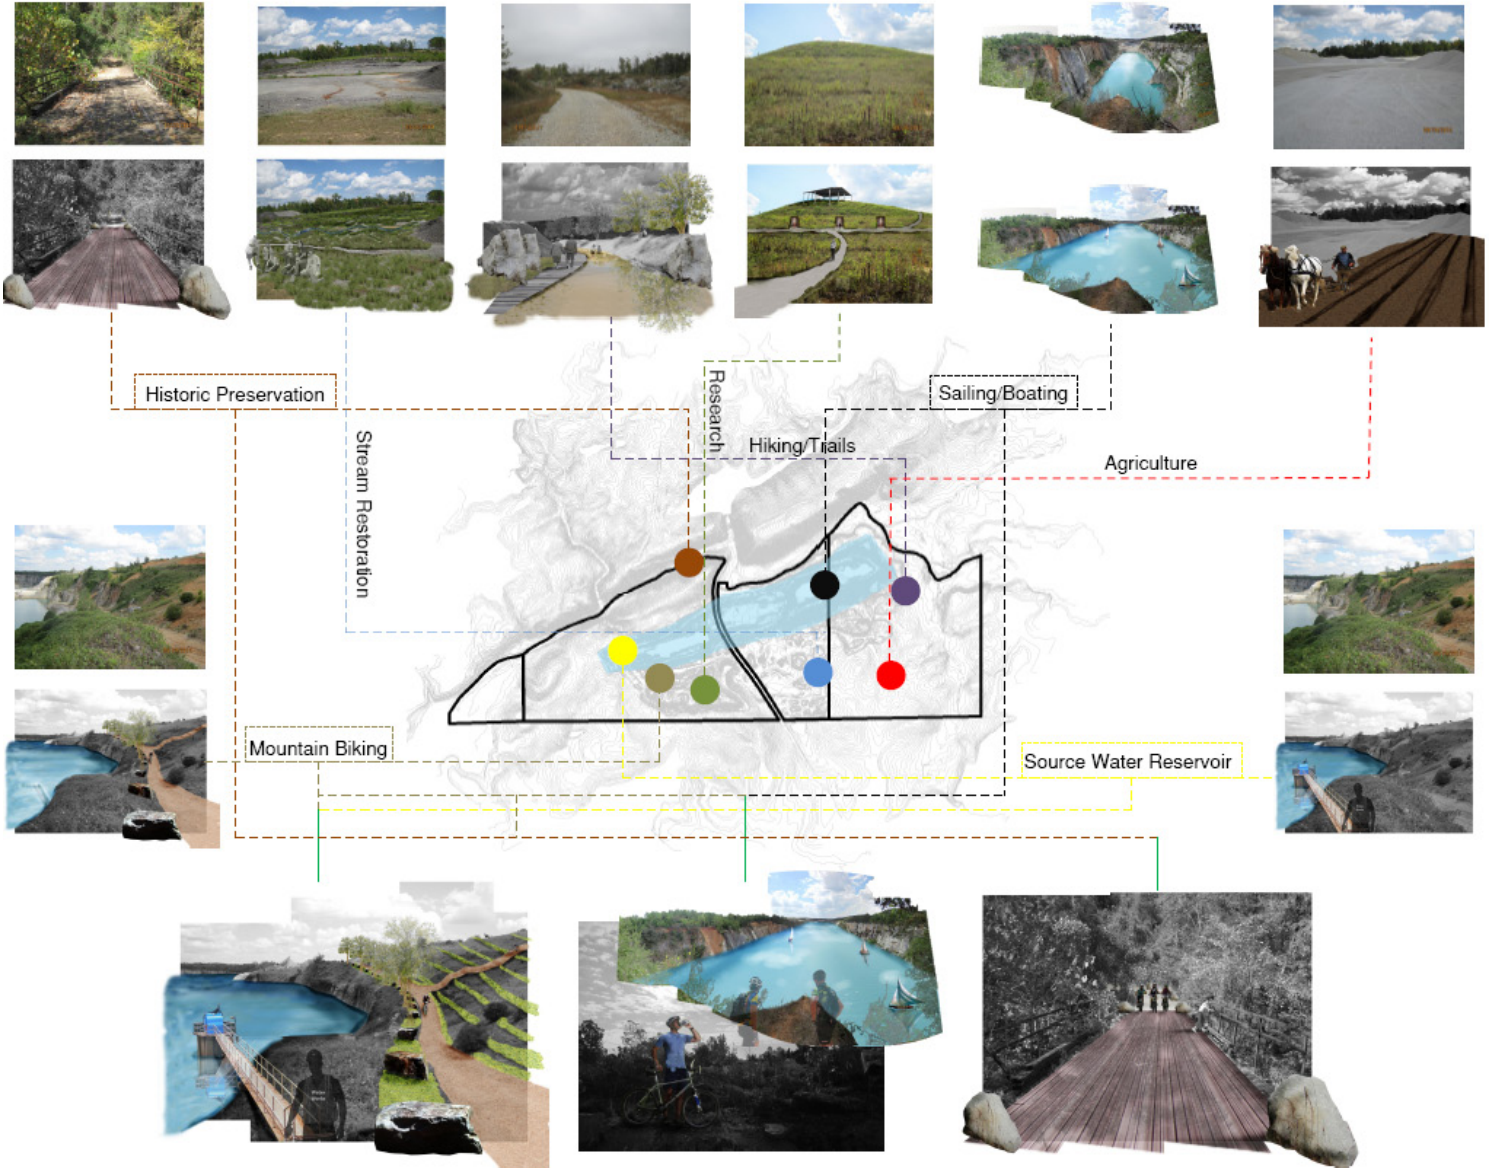 Historic Preservation
Sailing/Boating
Research
Hiking/Trails
Agriculture
Stream Restoration
Mountain Biking
Source Water Reservoir